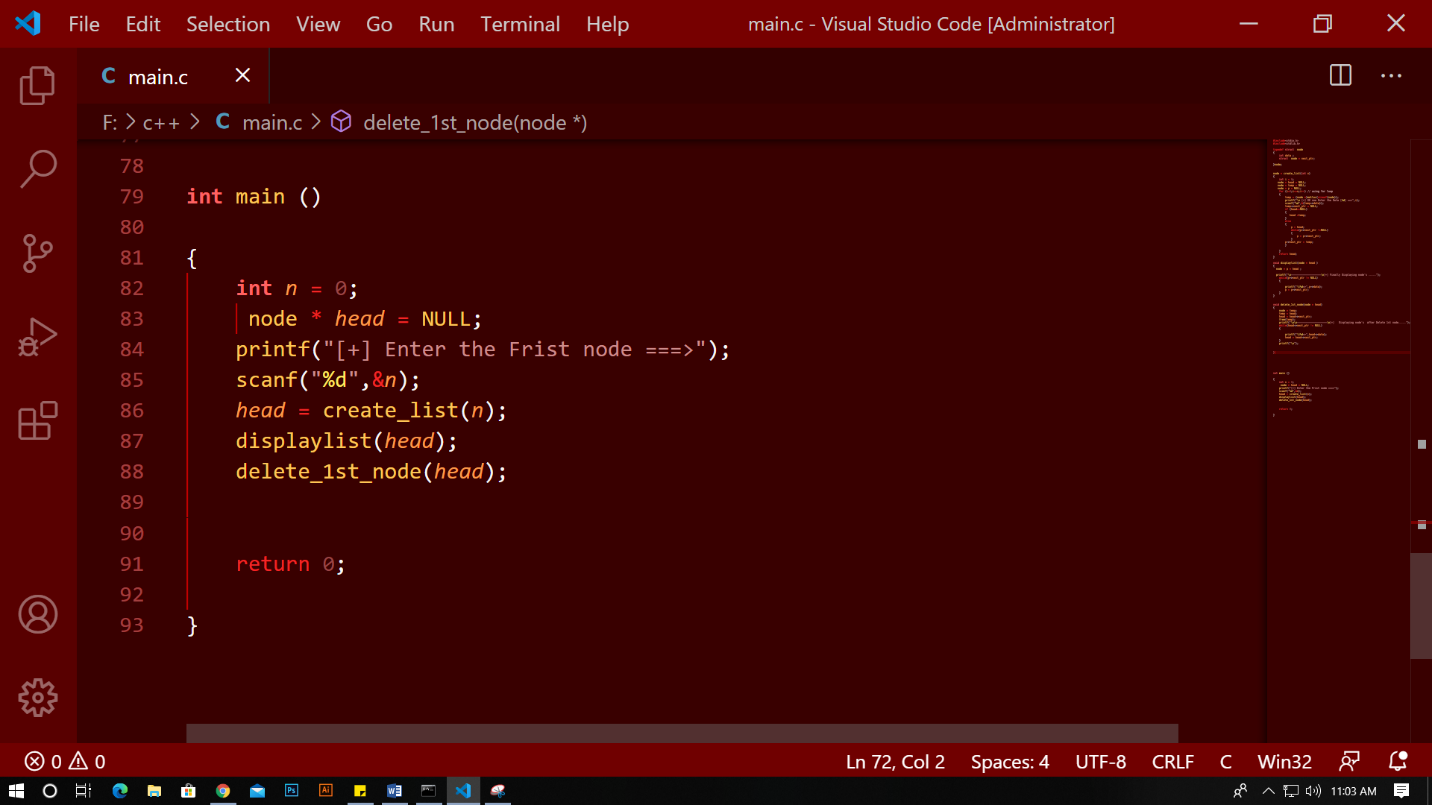 File Edit Selection View Go Run Terminal Help main.c - Visual Studio Code [Administrator]
C main.c
F: > c++ > C main.c > delete_1st_node(node *)
78
79 int main ()
80
81 {
82 int n = 0;
83 node * head = NULL;
84 printf("[+] Enter the Frist node ===>");
85 scanf("%d",&n);
86 head = create_list(n);
87 displaylist(head);
88 delete_1st_node(head);
89
90
91 return 0;
92
93 }
0 0 Ln 72, Col 2 Spaces: 4 UTF-8 CRLF C Win32
11:03 AM